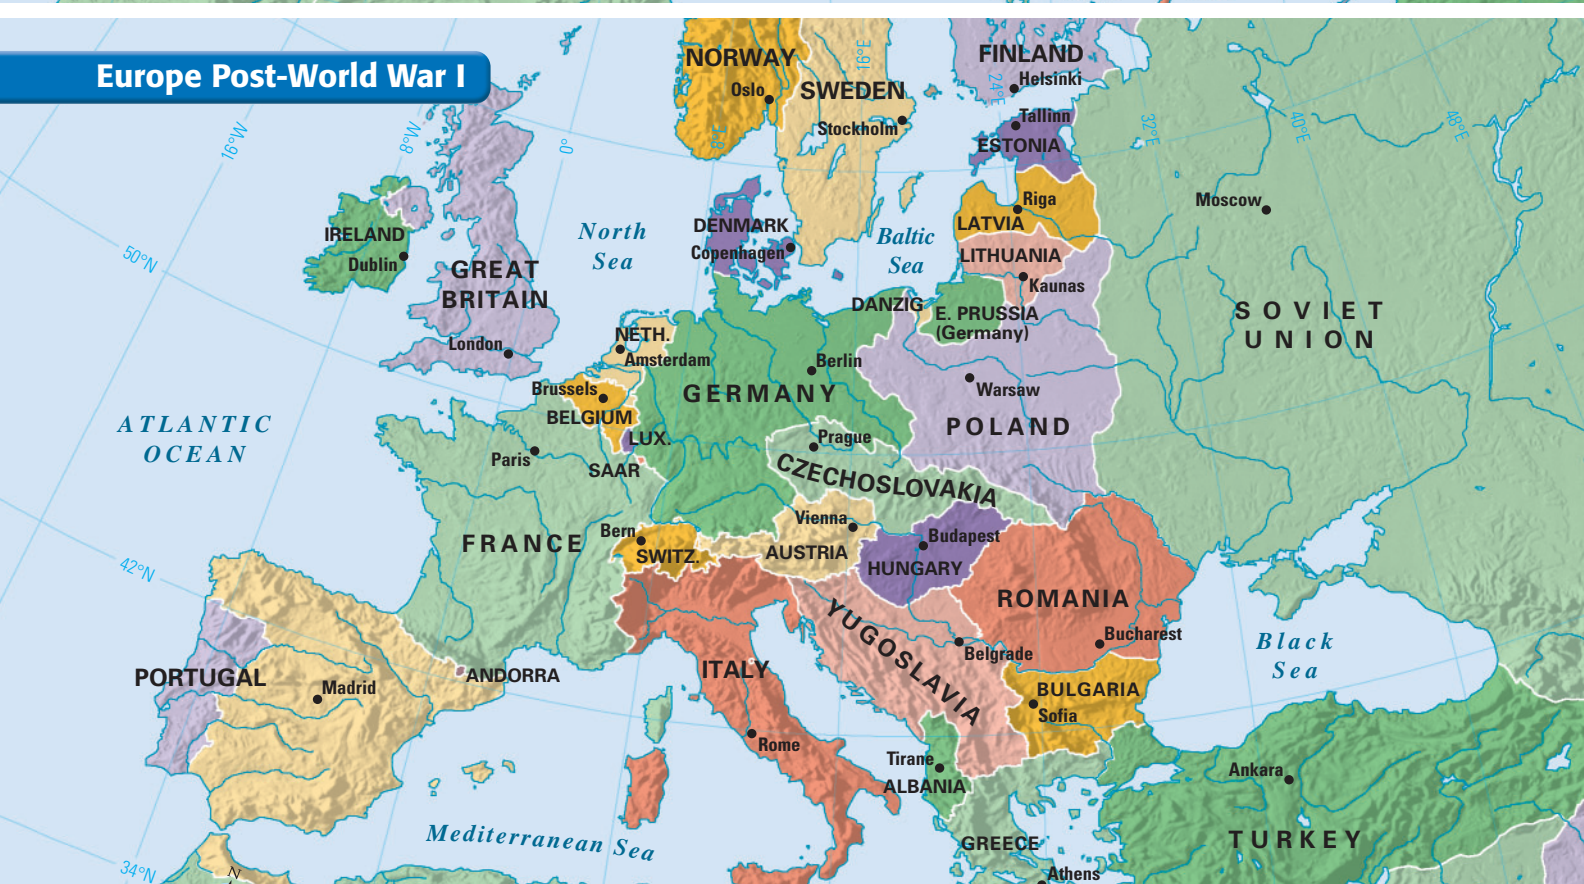 Europe Post-World War I
NORWAY
Oslo
SWEDEN
Stockholm
16°E
FINLAND
Helsinki
24°E
Tallinn
ESTONIA
32°E
40°E
48°E
16°W
8°W
0°
8°E
Riga
LATVIA
Moscow
IRELAND
Dublin
GREAT
BRITAIN
London
North
Sea
DENMARK
Copenhagen
Baltic
Sea
LITHUANIA
Kaunas
50°N
DANZIG
E. PRUSSIA
(Germany)
SOVIET
UNION
NETH.
Amsterdam
Berlin
GERMANY
Warsaw
POLAND
Brussels
BELGIUM
LUX.
SAAR
Prague
CZECHOSLOVAKIA
ATLANTIC
OCEAN
Paris
FRANCE
Bern
SWITZ.
Vienna
AUSTRIA
Budapest
HUNGARY
ROMANIA
Bucharest
42°N
PORTUGAL
Madrid
ANDORRA
ITALY
Rome
YUGOSLAVIA
Belgrade
BULGARIA
Sofia
Black
Sea
Tirane
ALBANIA
GREECE
Athens
Ankara
TURKEY
Mediterranean Sea
34°N
N